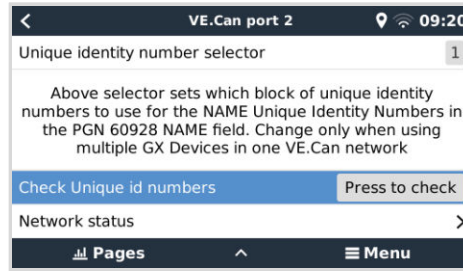 VE.Can port 2 09:20
Unique identity number selector 1
Above selector sets which block of unique identity
numbers to use for the NAME Unique Identity Numbers in
the PGN 60928 NAME field. Change only when using
multiple GX Devices in one VE.Can network
Check Unique id numbers Press to check
Network status
Pages Menu